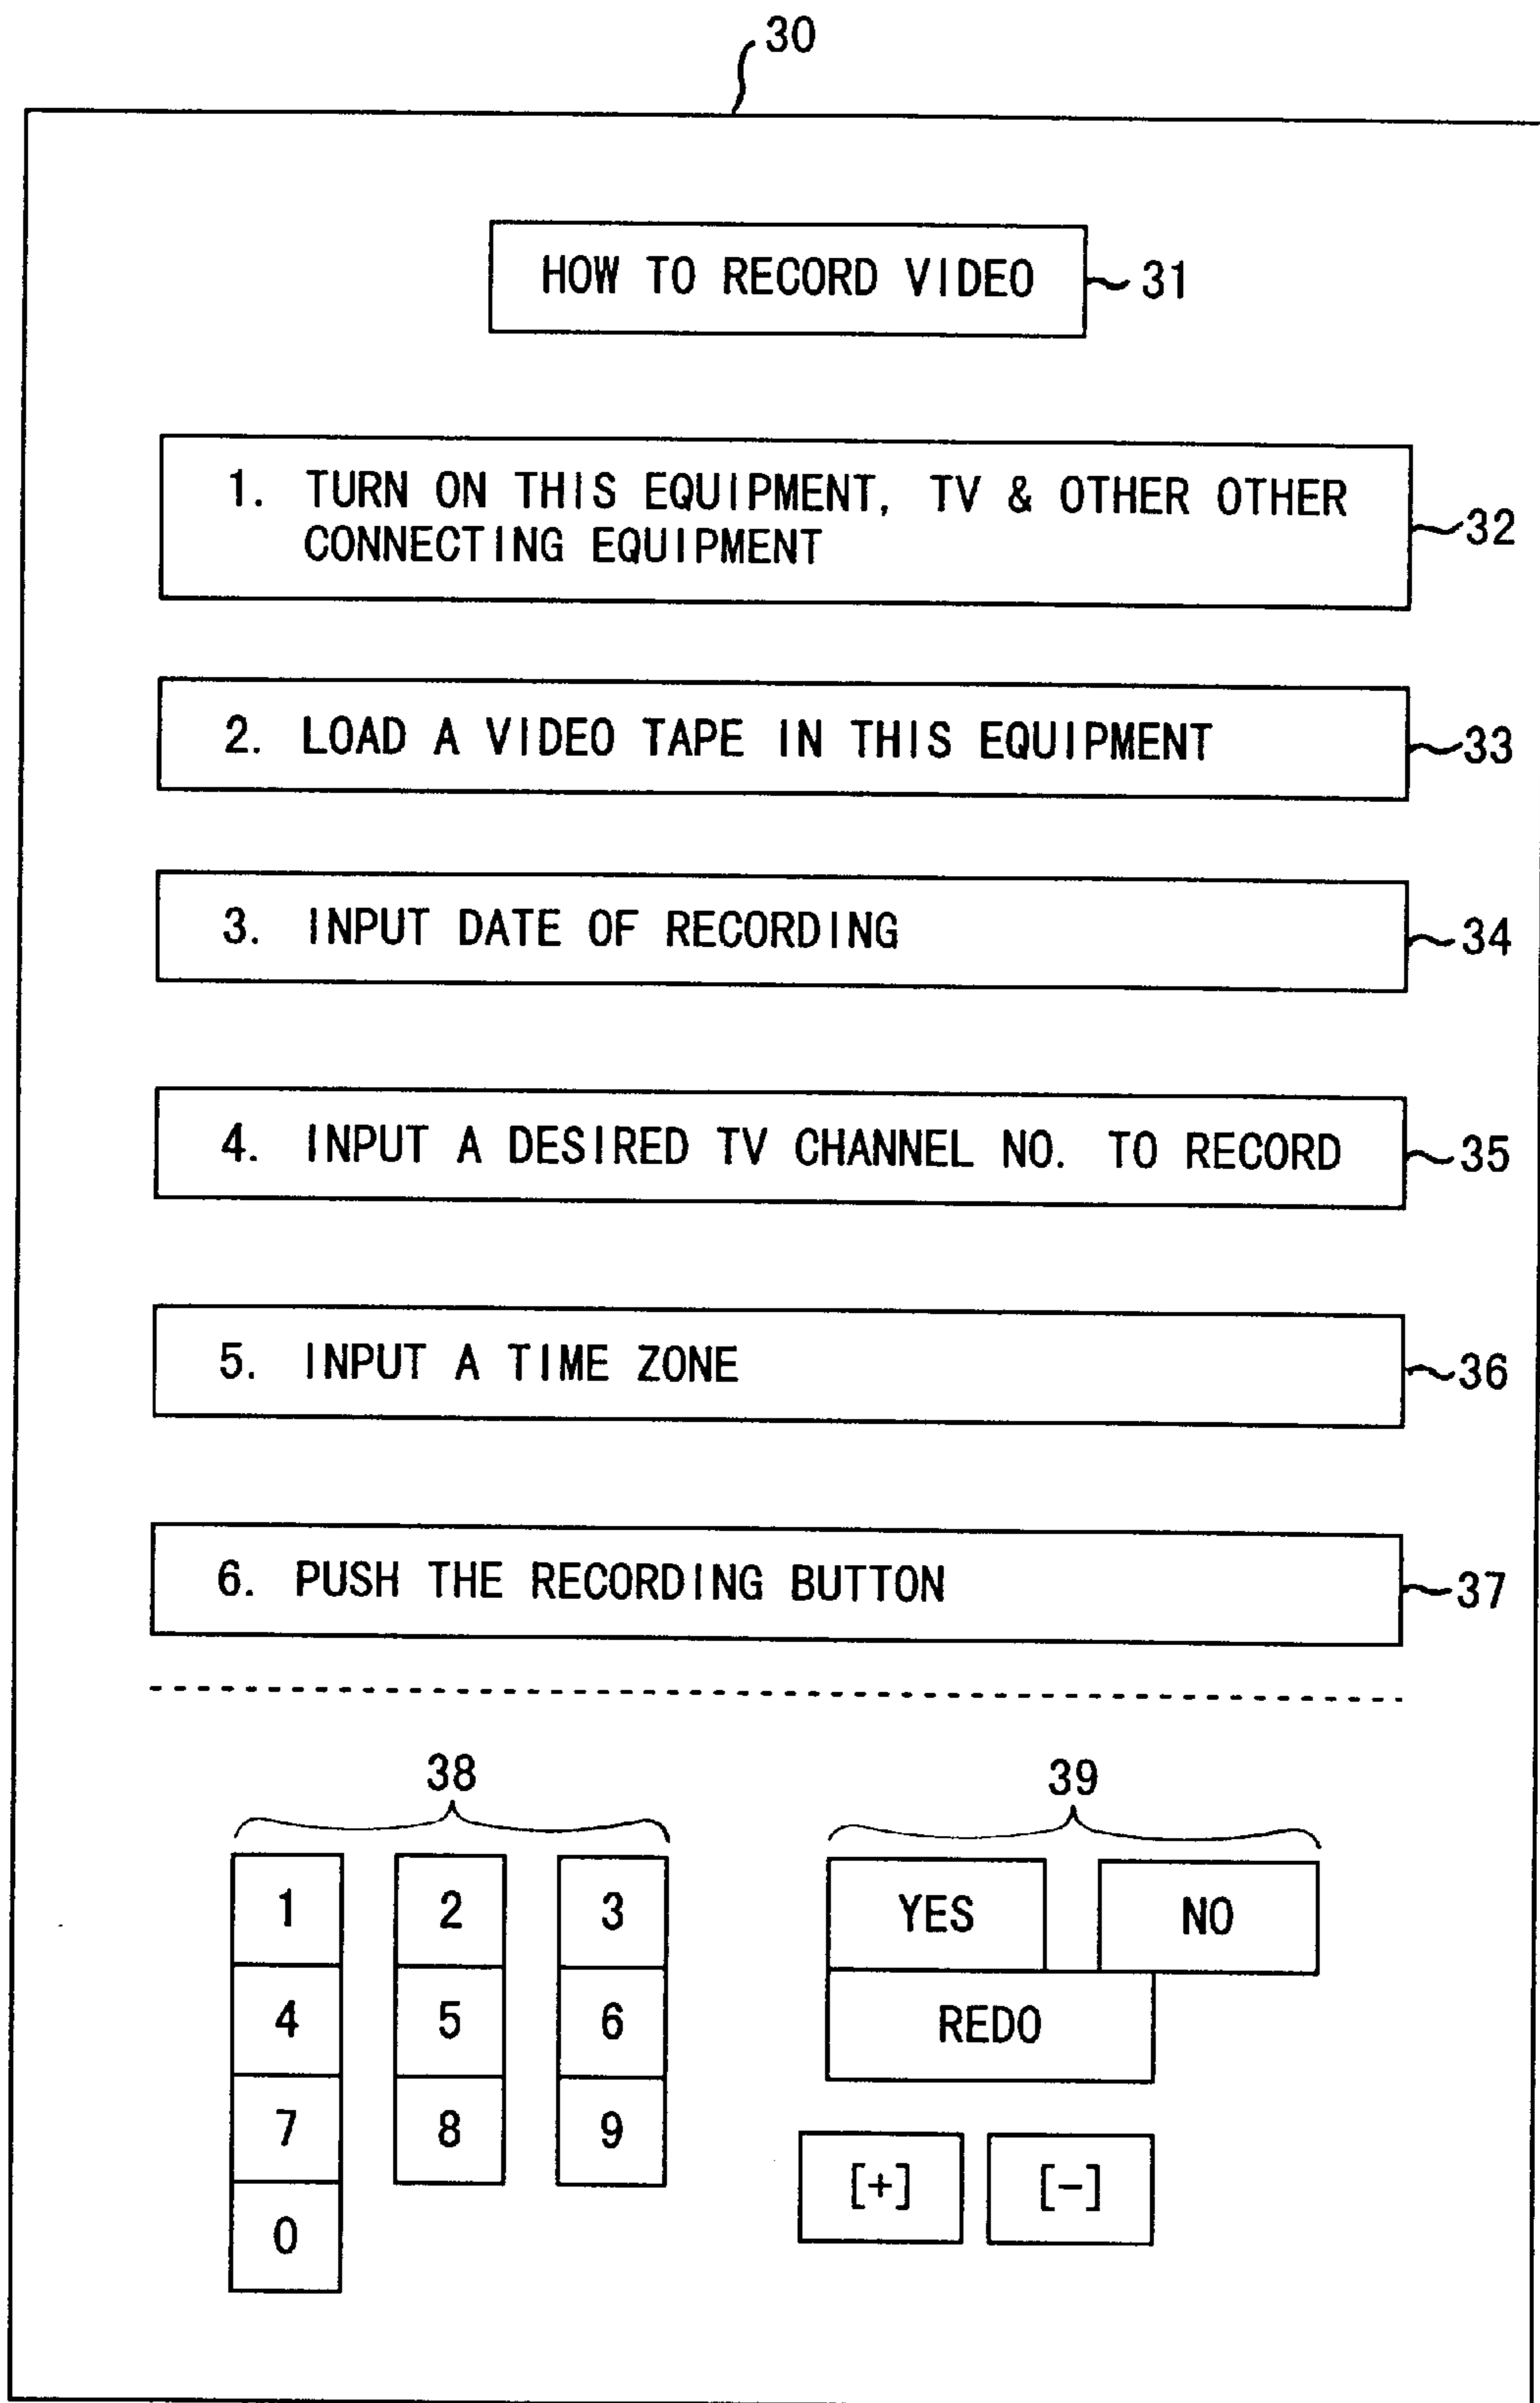 30
HOW TO RECORD VIDEO
31
1. TURN ON THIS EQUIPMENT, TV & OTHER OTHER
CONNECTING EQUIPMENT
32
2. LOAD A VIDEO TAPE IN THIS EQUIPMENT
33
3. INPUT DATE OF RECORDING
34
4. INPUT A DESIRED TV CHANNEL NO. TO RECORD
35
5. INPUT A TIME ZONE
36
6. PUSH THE RECORDING BUTTON
37
38
39
1 2 3
YES NO
4 5 6
REDO
7 8 9
[+] [-]
0